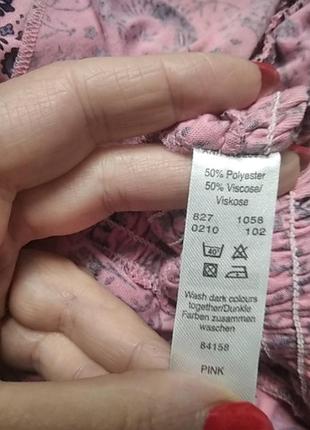 50% Polyester
50% Viscose/
Viskose
827 1058
0210 102
40°
Wash dark colours
together/Dunkle
Farben zusammen
waschen
84158
PINK